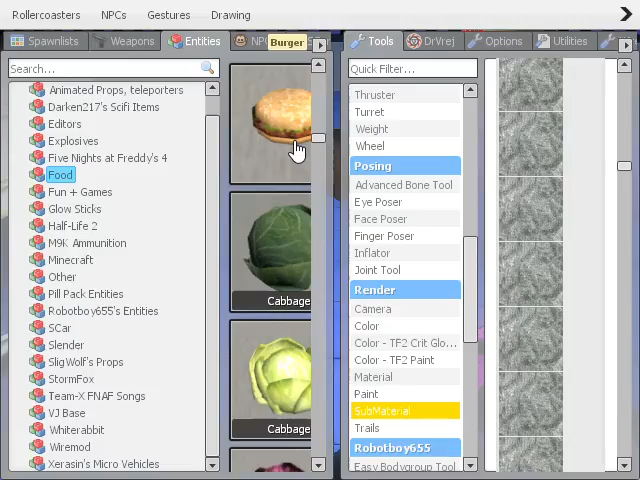 Rollercoasters NPCs Gestures Drawing
Spawnlists Weapons Entities Burger
Tools DrVrej Options Utilities
Search...
Quick Filter...
Animated Props, teleporters
Darken217's Scifi Items
Editors
Explosives
Five Nights at Freddy's 4
Food
Fun + Games
Glow Sticks
Half-Life 2
M9K Ammunition
Minecraft
Other
Pill Pack Entities
Robotboy655's Entities
SCar
Slender
SligWolf's Props
StormFox
Team-X FNAF Songs
VJ Base
Whiterabbit
Wiremod
Xerasin's Micro Vehicles
Cabbage
Cabbage
Thruster
Turret
Weight
Wheel
Posing
Advanced Bone Tool
Eye Poser
Face Poser
Finger Poser
Inflator
Joint Tool
Render
Camera
Color
Color - TF2 Crit Glo...
Color - TF2 Paint
Material
Paint
SubMaterial
Trails
Robotboy655
Easy Bodygroup Tool